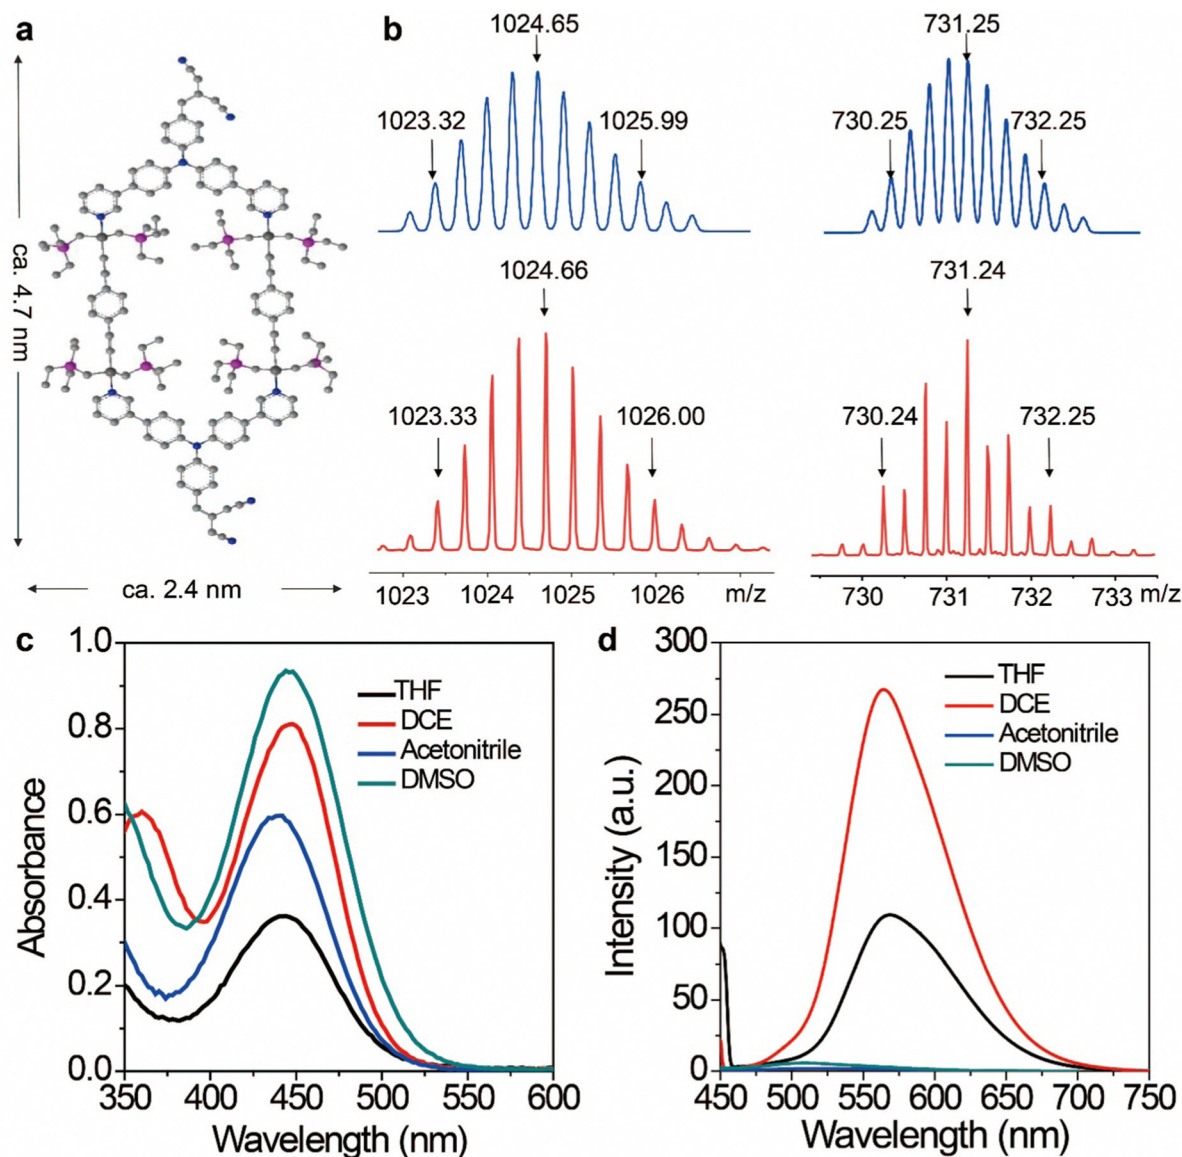 a
ca. 4.7 nm
ca. 2.4 nm
b
1024.65
1023.32
1025.99
731.25
730.25
732.25
1024.66
1023.33
1026.00
731.24
730.24
732.25
1023 1024 1025 1026 m/z
730 731 732 733 m/z
c
1.0
0.8
0.6
0.4
0.2
0.0
Absorbance
THF
DCE
Acetonitrile
DMSO
350 400 450 500 550 600
Wavelength (nm)
d
300
250
200
150
100
50
0
Intensity (a.u.)
THF
DCE
Acetonitrile
DMSO
450 500 550 600 650 700 750
Wavelength (nm)